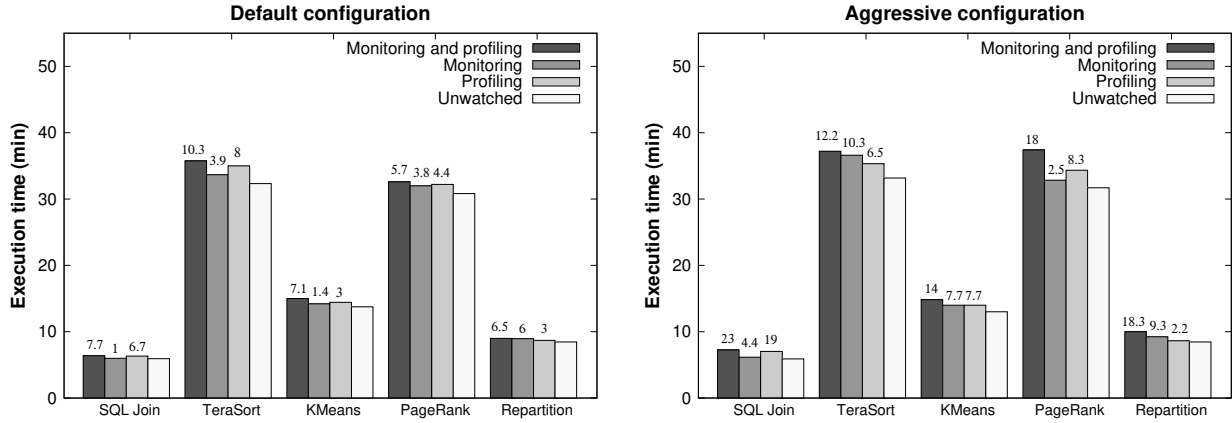 Default configuration
Execution time (min)
50
40
30
20
10
0
Monitoring and profiling
Monitoring
Profiling
Unwatched
7.7 1 6.7
10.3 3.9 8
7.1 1.4 3
5.7 3.8 4.4
6.5 6 3
SQL Join TeraSort KMeans PageRank Repartition
Aggressive configuration
Execution time (min)
50
40
30
20
10
0
Monitoring and profiling
Monitoring
Profiling
Unwatched
23 4.4 19
12.2 10.3 6.5
14 7.7 7.7
18 2.5 8.3
18.3 9.3 2.2
SQL Join TeraSort KMeans PageRank Repartition